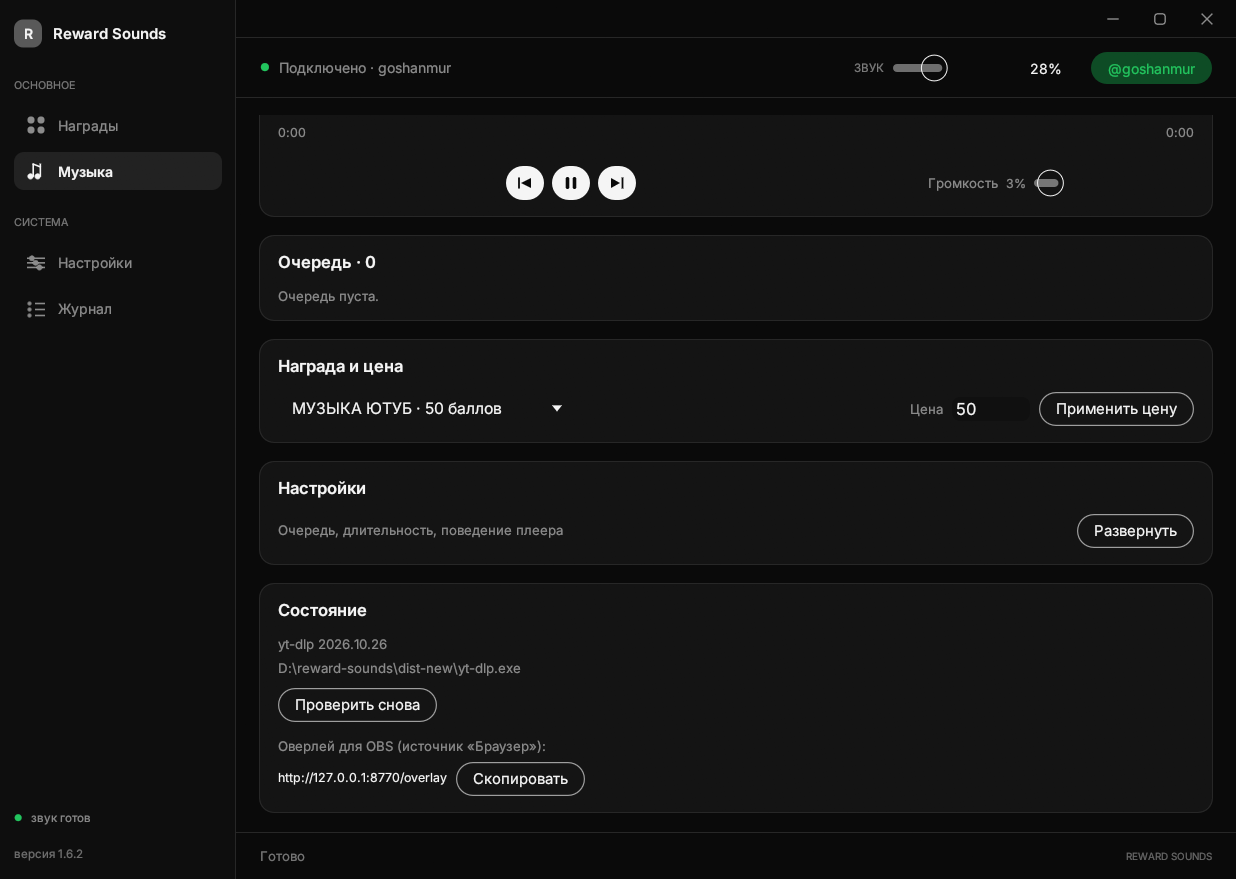 R Reward Sounds
ОСНОВНОЕ
Награды
Музыка
СИСТЕМА
Настройки
Журнал
звук готов
версия 1.6.2
Подключено · goshanmur
ЗВУК
28%
@goshanmur
0:00
0:00
Громкость 3%
Очередь · 0
Очередь пуста.
Награда и цена
МУЗЫКА ЮТУБ · 50 баллов
Цена 50
Применить цену
Настройки
Очередь, длительность, поведение плеера
Развернуть
Состояние
yt-dlp 2026.10.26
D:\reward-sounds\dist-new\yt-dlp.exe
Проверить снова
Оверлей для OBS (источник «Браузер»):
http://127.0.0.1:8770/overlay
Скопировать
Готово
REWARD SOUNDS